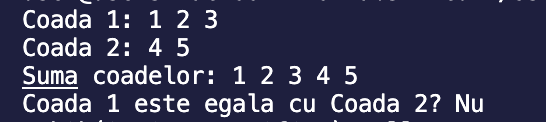 Coada 1: 1 2 3
Coada 2: 4 5
Suma coadelor: 1 2 3 4 5
Coada 1 este egala cu Coada 2? Nu